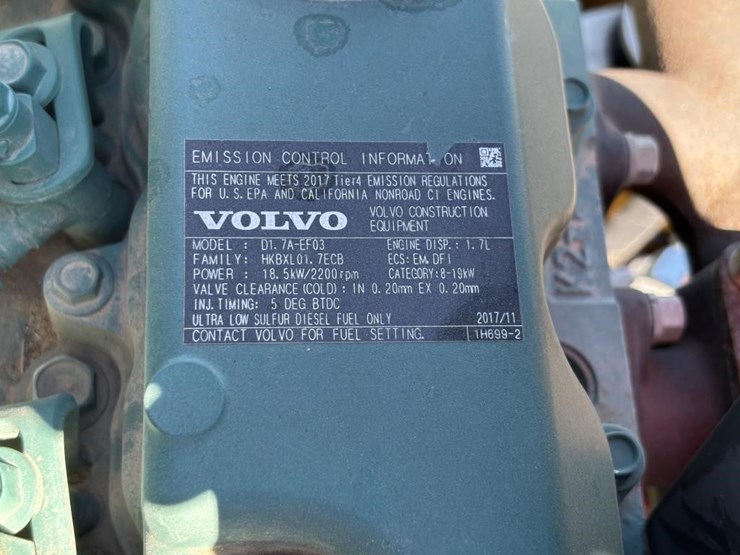 EMISSION CONTROL INFORMATION
THIS ENGINE MEETS 2017 Tier4 EMISSION REGULATIONS
FOR U.S. EPA AND CALIFORNIA NONROAD CI ENGINES.
VOLVO VOLVO CONSTRUCTION EQUIPMENT
MODEL : D1.7A-EF03 ENGINE DISP.: 1.7L
FAMILY: HKBXL01.7ECB ECS: EM, DFI
POWER : 18.5kW/2200rpm CATEGORY: 8-19kW
VALVE CLEARANCE (COLD): IN 0.20mm EX 0.20mm
INJ. TIMING: 5 DEG BTDC
ULTRA LOW SULFUR DIESEL FUEL ONLY 2017/11
CONTACT VOLVO FOR FUEL SETTING. 1H699-2